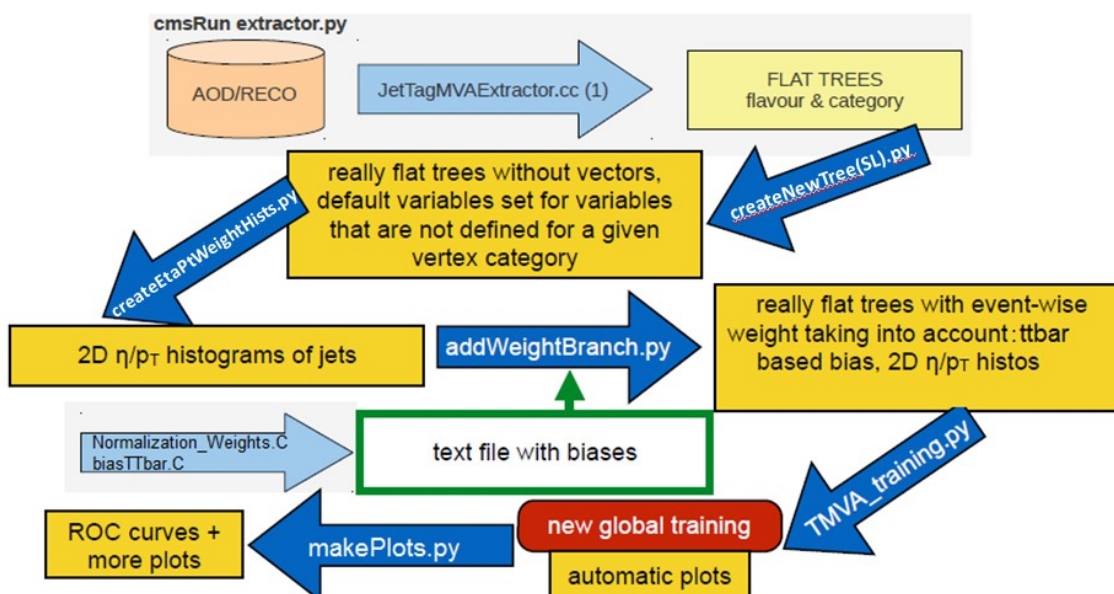 cmsRun extractor.py
AOD/RECO
JetTagMVAExtractor.cc (1)
FLAT TREES
flavour & category
createNewTree(SL).py
really flat trees without vectors,
default variables set for variables
that are not defined for a given
vertex category
createEtaPtWeightHists.py
2D η/pT histograms of jets
addWeightBranch.py
really flat trees with event-wise
weight taking into account:ttbar
based bias, 2D η/pT histos
Normalization_Weights.C
biasTTbar.C
text file with biases
TMVA_training.py
new global training
automatic plots
makePlots.py
ROC curves +
more plots